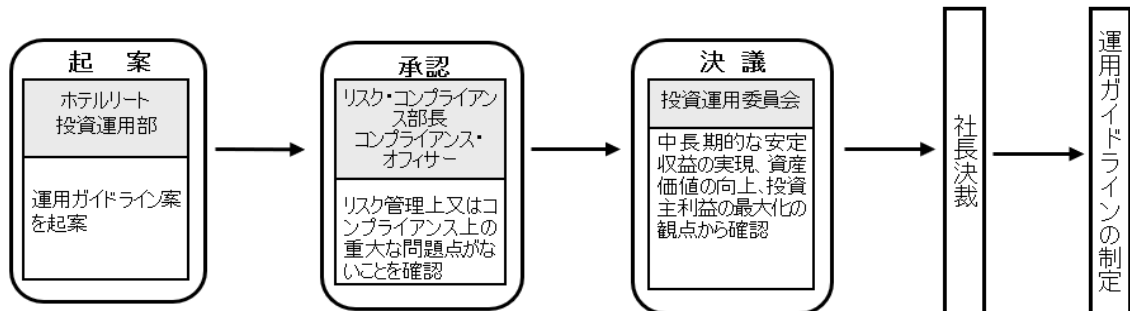 起 案
ホテルリート
投資運用部
運用ガイドライン案
を起案
承認
リスク・コンプライアン
ス部長
コンプライアンス・
オフィサー
リスク管理上又はコ
ンプライアンス上の
重大な問題点がな
いことを確認
決 議
投資運用委員会
中長期的な安定
収益の実現、資産
価値の向上、投資
主利益の最大化の
観点から確認
社長決裁
運用ガイドラインの制定